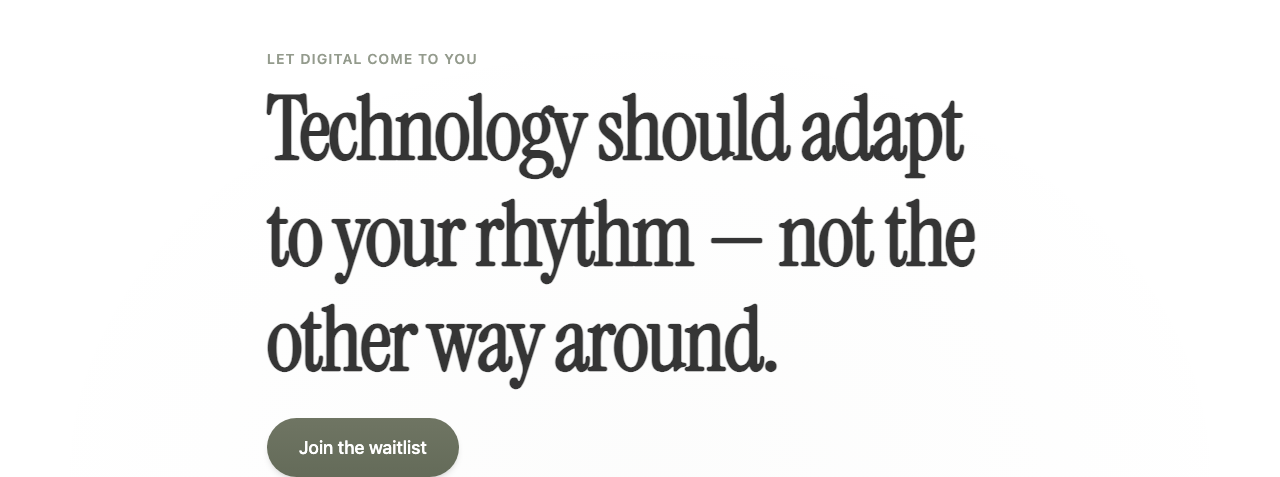 LET DIGITAL COME TO YOU
Technology should adapt
to your rhythm — not the
other way around.
Join the waitlist